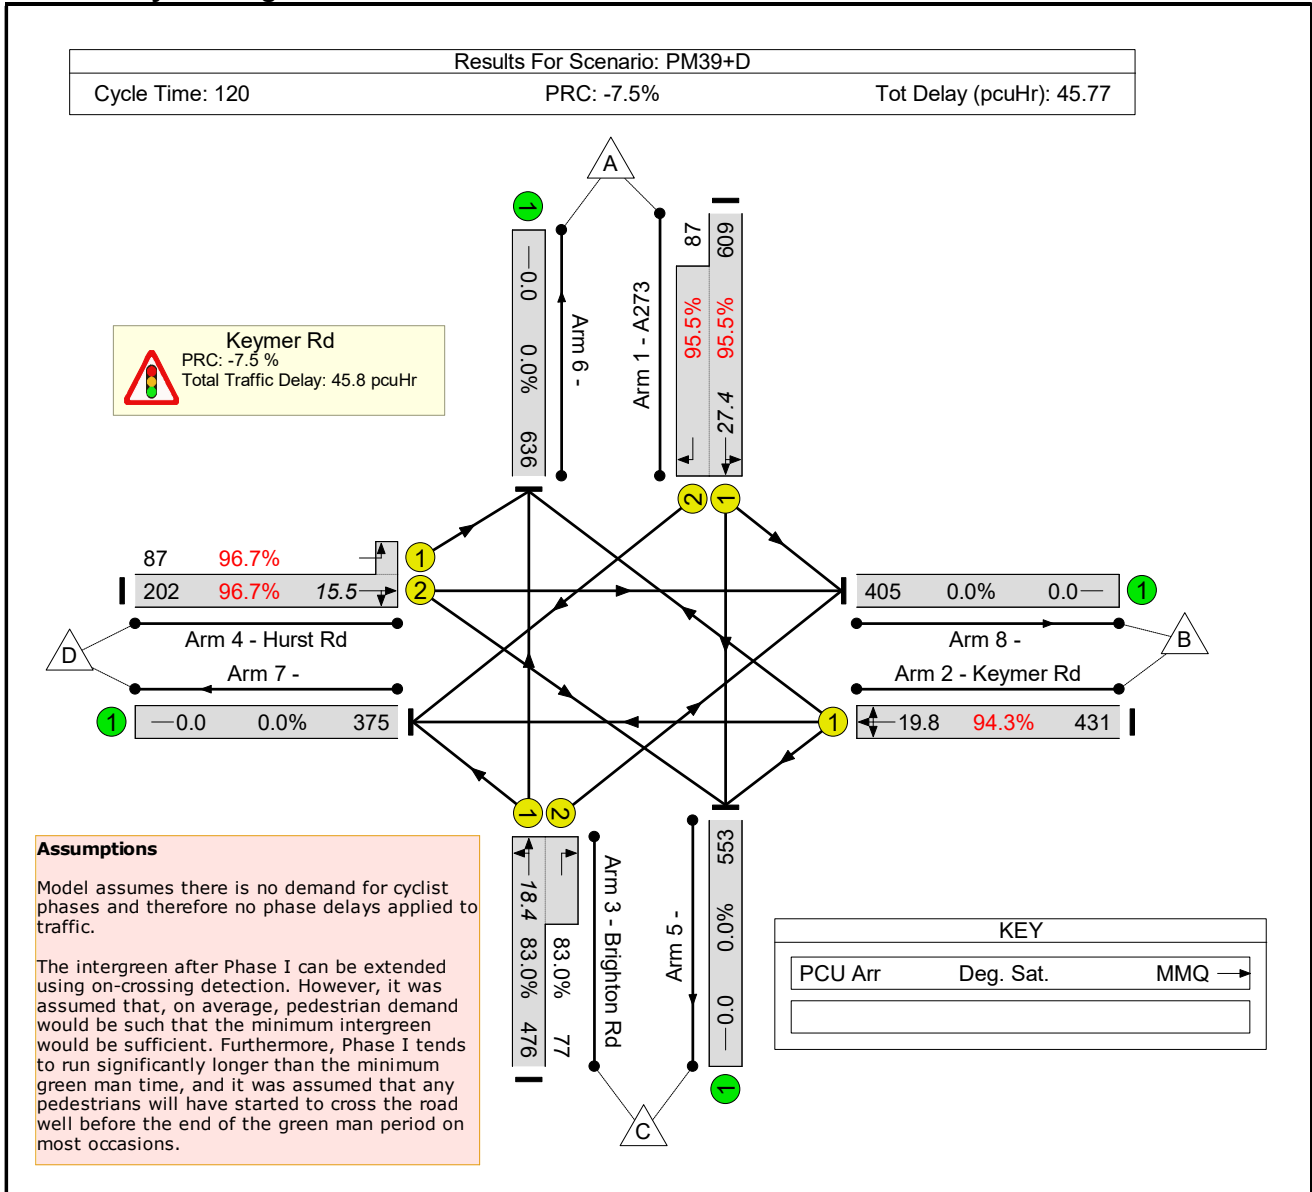 Results For Scenario: PM39+D
Cycle Time: 120 PRC: -7.5% Tot Delay (pcuHr): 45.77
A
1
0.0 0.0% 636
Arm 6 -
Arm 1 - A273
87
95.5%
609
95.5% 27.4
2 1
Keymer Rd
PRC: -7.5 %
Total Traffic Delay: 45.8 pcuHr
87 96.7% 1
202 96.7% 15.5 2
Arm 4 - Hurst Rd
D
Arm 7 -
1 0.0 0.0% 375
405 0.0% 0.0 1
Arm 8 -
B
Arm 2 - Keymer Rd
1 19.8 94.3% 431
1 2
18.4 83.0% 476
83.0% 77
Arm 3 - Brighton Rd
Arm 5 -
553 0.0% 0.0
1
C
Assumptions
Model assumes there is no demand for cyclist
phases and therefore no phase delays applied to
traffic.
The intergreen after Phase I can be extended
using on-crossing detection. However, it was
assumed that, on average, pedestrian demand
would be such that the minimum intergreen
would be sufficient. Furthermore, Phase I tends
to run significantly longer than the minimum
green man time, and it was assumed that any
pedestrians will have started to cross the road
well before the end of the green man period on
most occasions.
KEY
PCU Arr Deg. Sat. MMQ